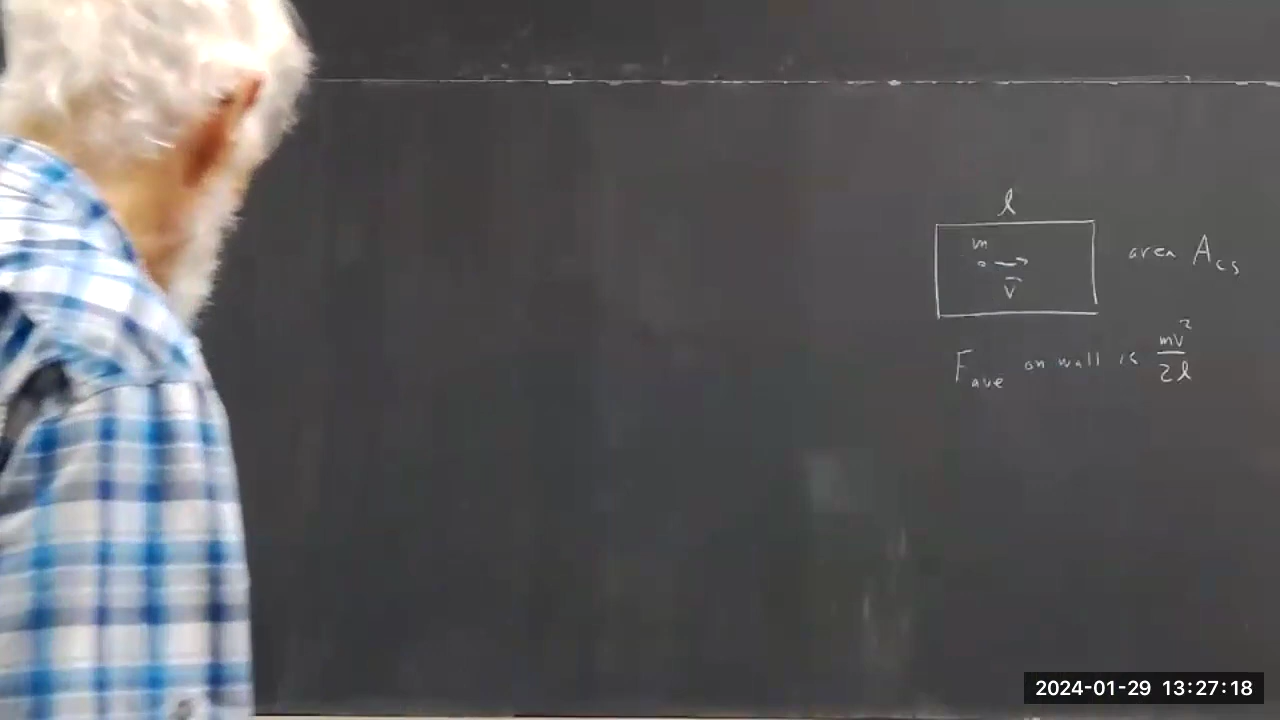 l
m
v⃗
area A_cs
F_ave on wall is mv²/2l
2024-01-29 13:27:18